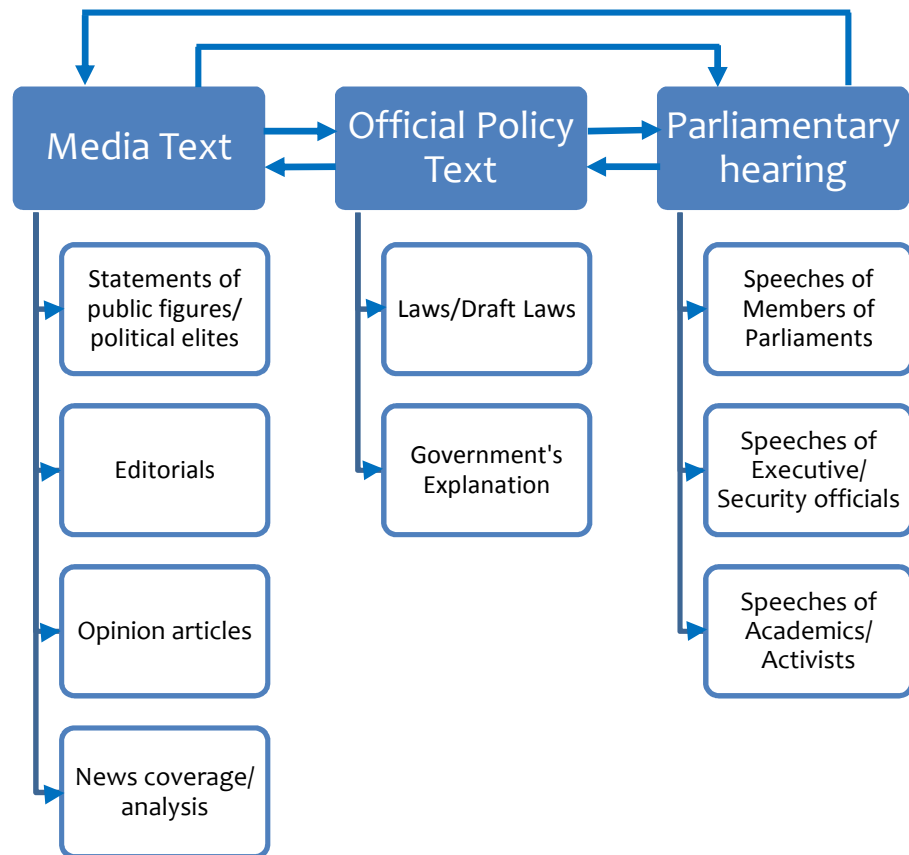 Media Text
Official Policy
Text
Parliamentary
hearing
Statements of
public figures/
political elites
Editorials
Opinion articles
News coverage/
analysis
Laws/Draft Laws
Government's
Explanation
Speeches of
Members of
Parliaments
Speeches of
Executive/
Security officials
Speeches of
Academics/
Activists